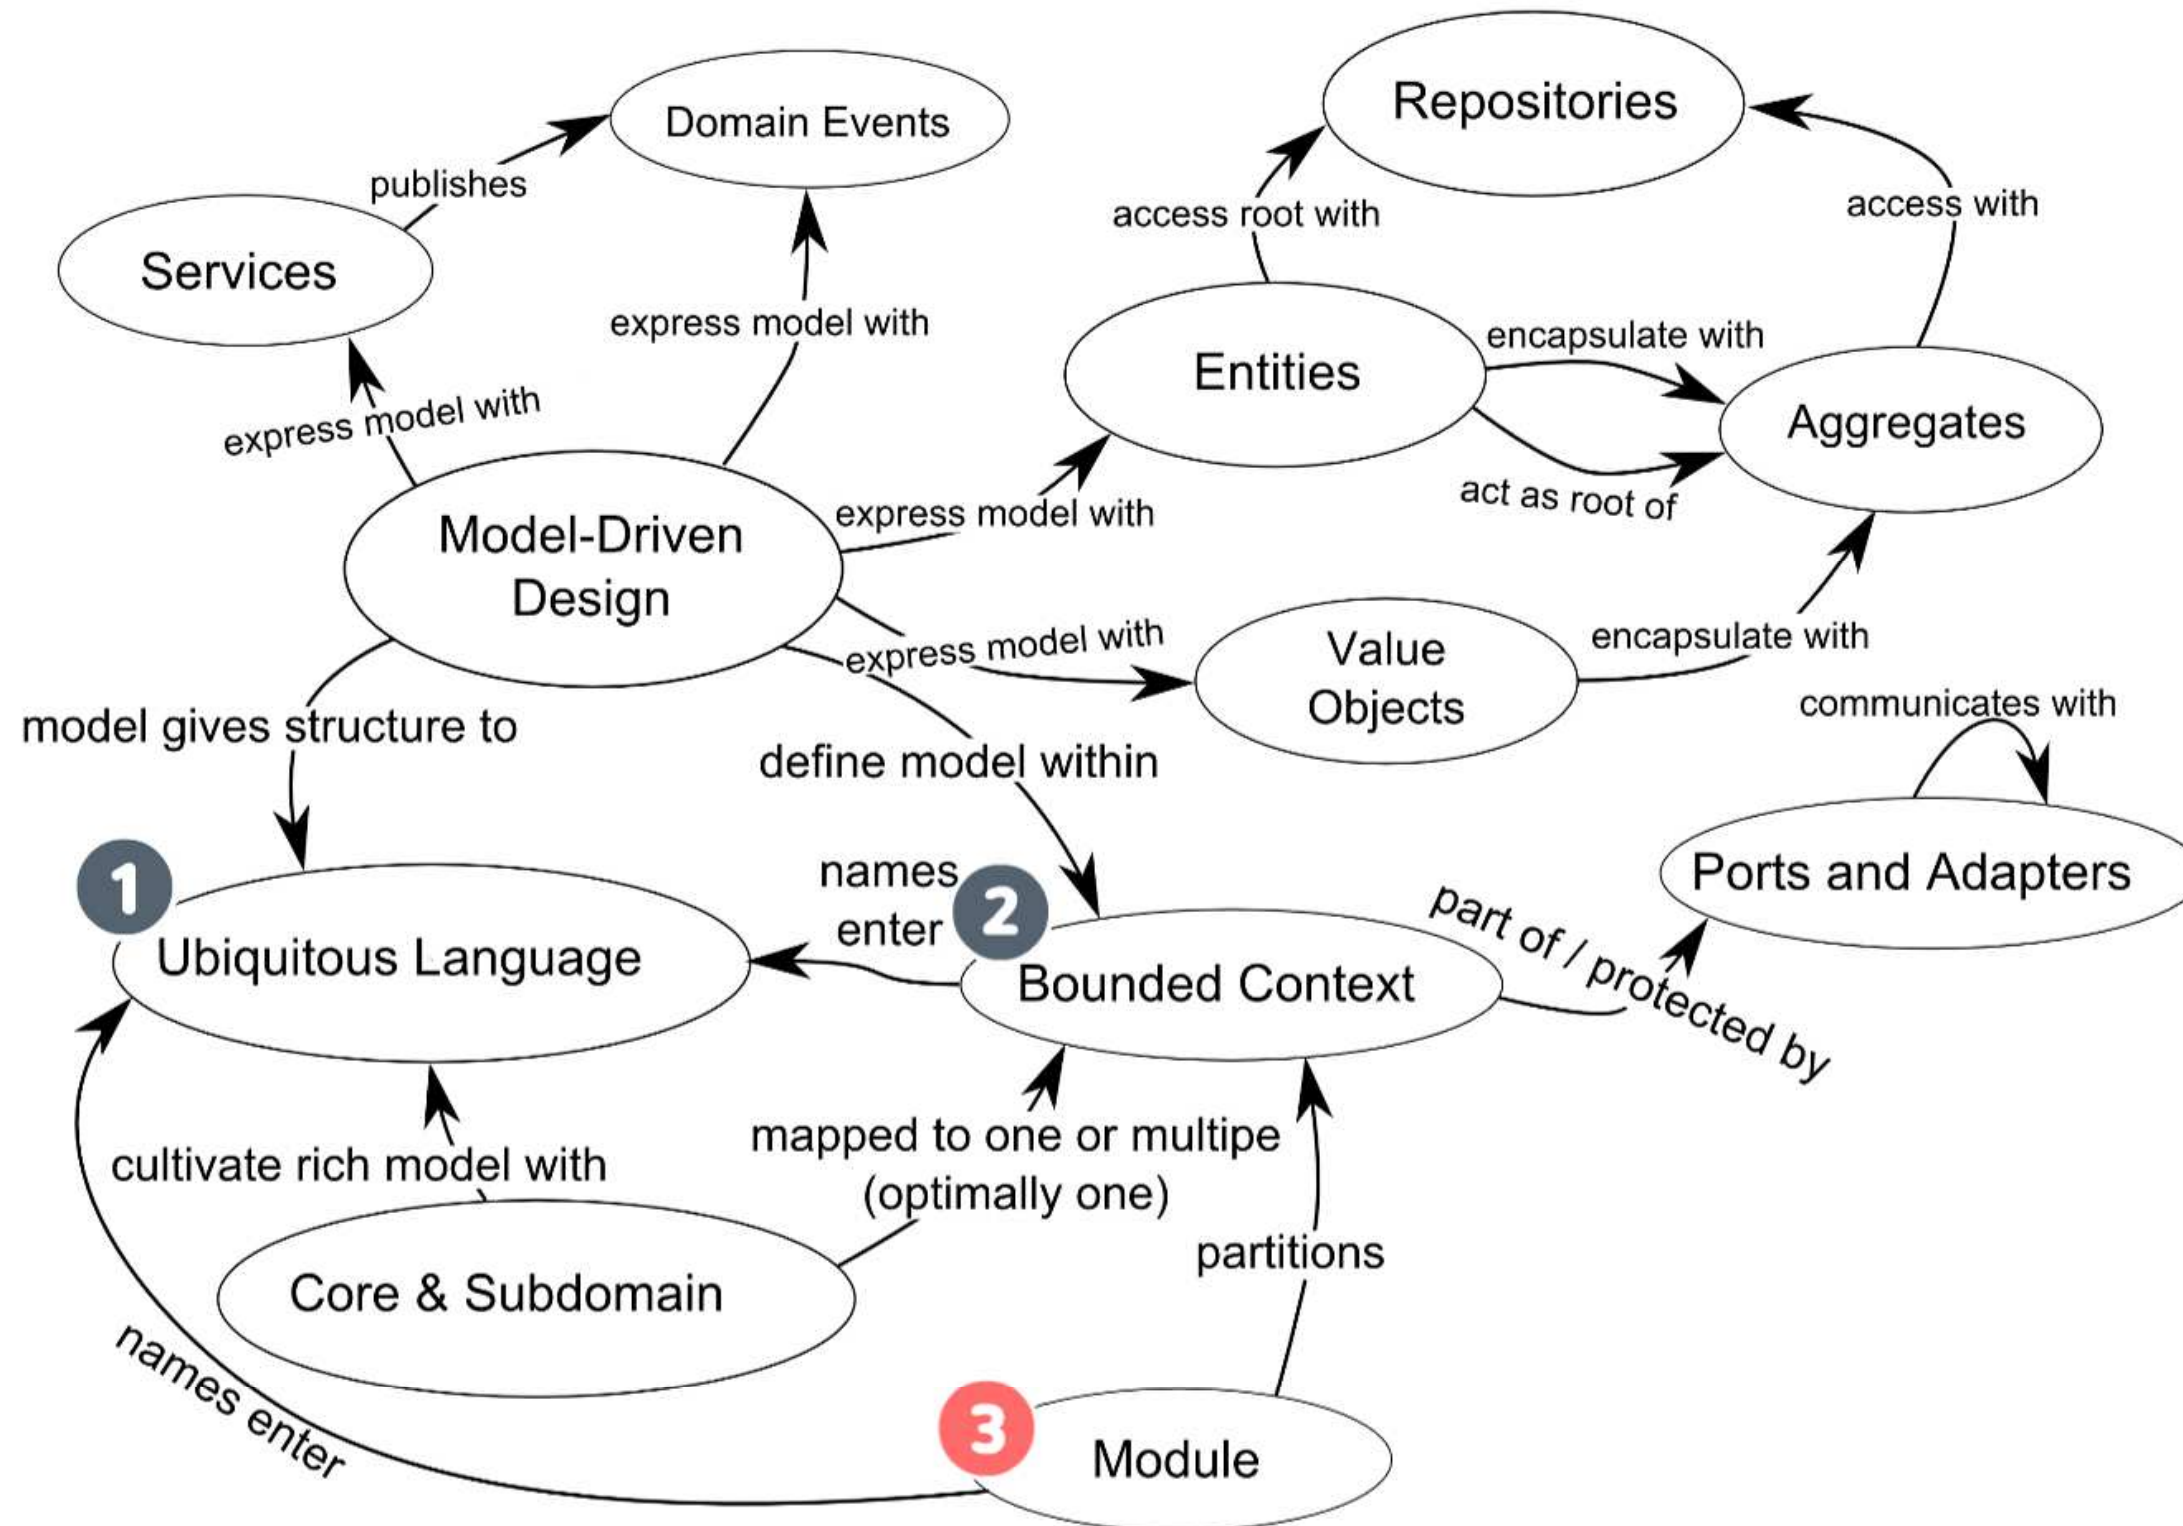 Repositories
Domain Events
publishes
access root with
access with
Services
express model with
encapsulate with
Entities
express model with
Aggregates
act as root of
express model with
Model-Driven
Design
express model with
Value
Objects
encapsulate with
communicates with
model gives structure to
define model within
1
names
enter
2
Ports and Adapters
part of / protected by
Ubiquitous Language
Bounded Context
mapped to one or multipe
(optimally one)
cultivate rich model with
partitions
Core & Subdomain
names enter
3
Module